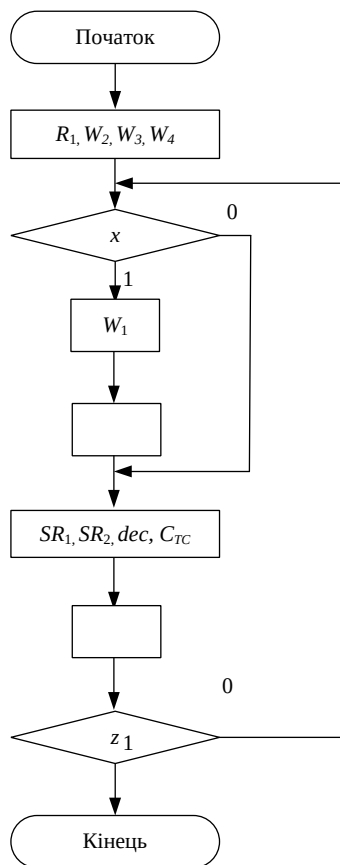 Початок
R1, W2, W3, W4
x
0
1
W1
SR1, SR2, dec, CTC
0
z
1
Кінець